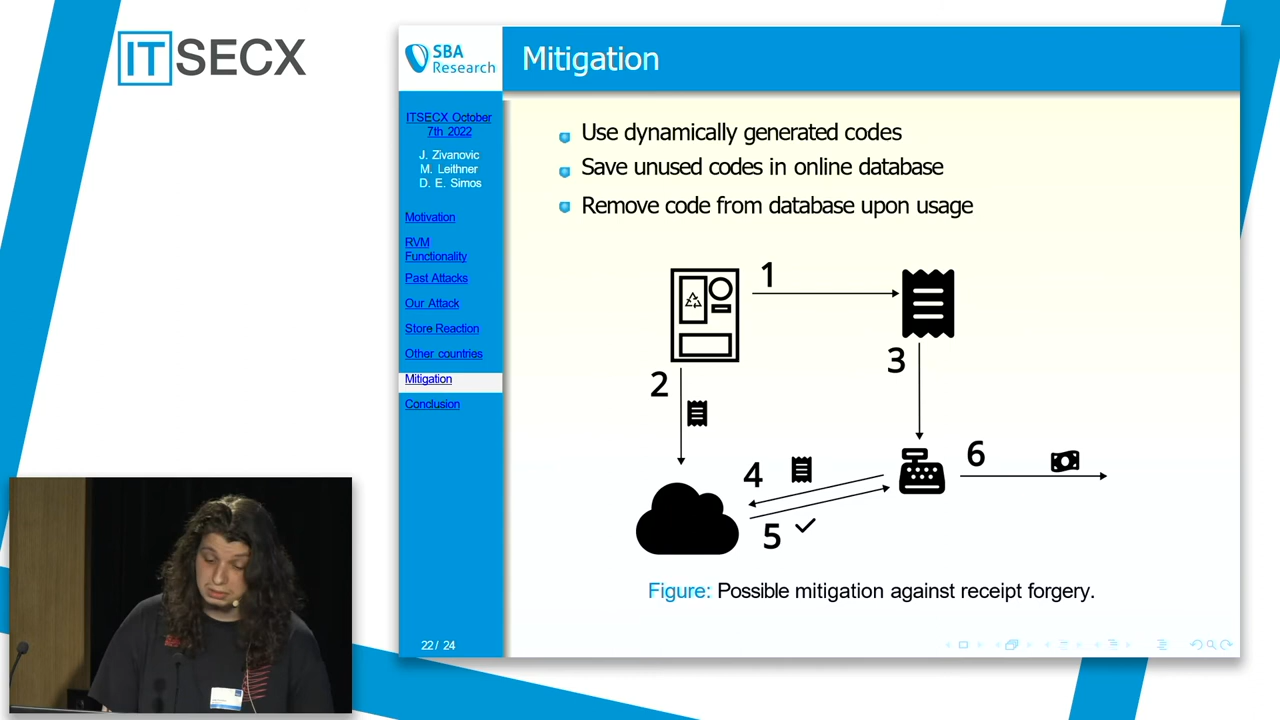 IT SECX
SBA
Research
Mitigation
ITSECX October
7th 2022
J. Zivanovic
M. Leithner
D. E. Simos
Motivation
RVM
Functionality
Past Attacks
Our Attack
Store Reaction
Other countries
Mitigation
Conclusion
22/ 24
Use dynamically generated codes
Save unused codes in online database
Remove code from database upon usage
1
2
3
4
5
6
Figure: Possible mitigation against receipt forgery.